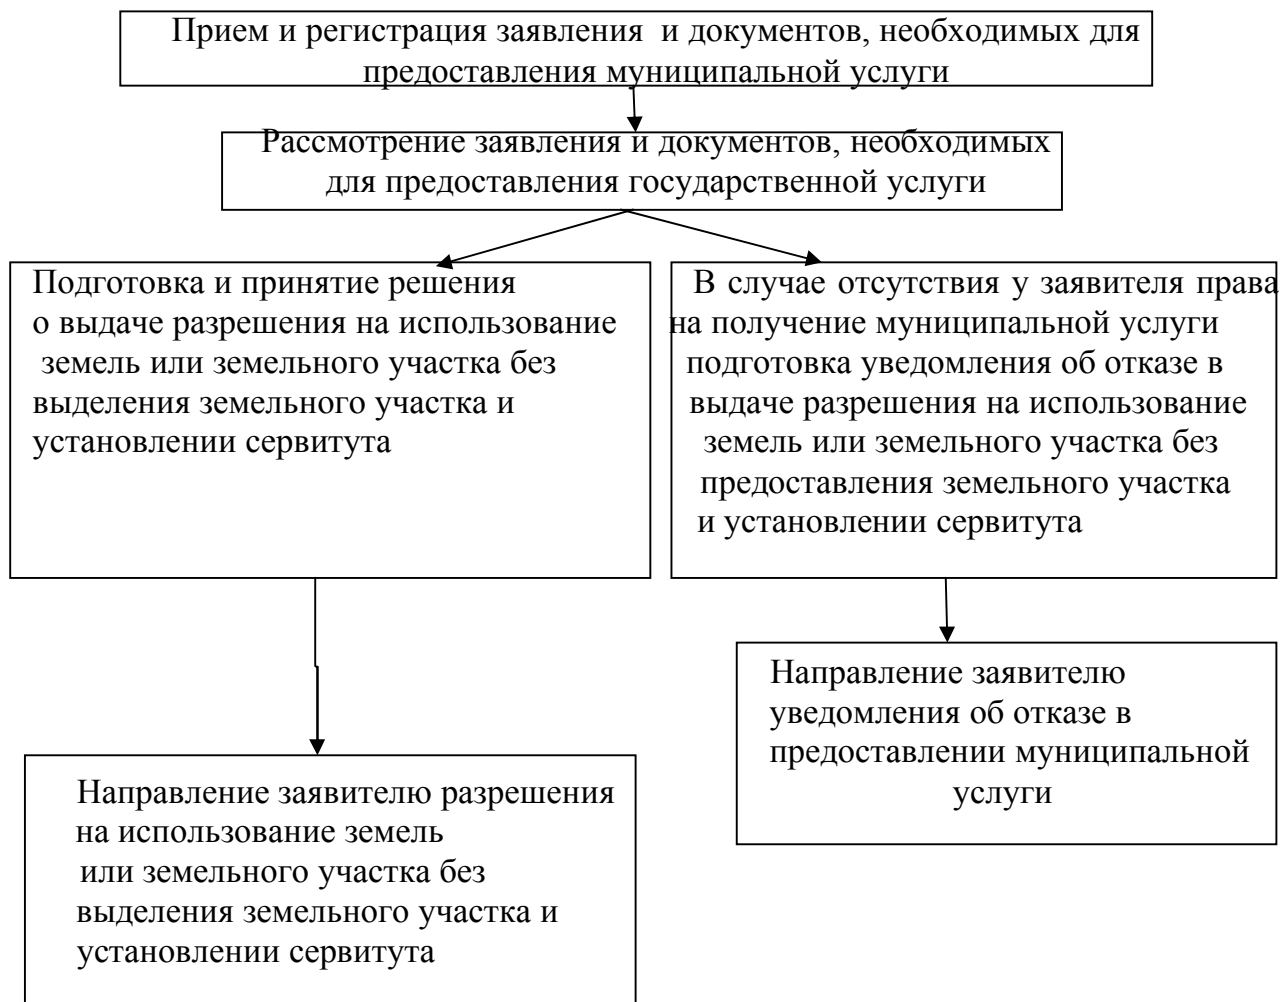 Прием и регистрация заявления и документов, необходимых для
предоставления муниципальной услуги
Рассмотрение заявления и документов, необходимых
для предоставления государственной услуги
Подготовка и принятие решения
о выдаче разрешения на использование
земель или земельного участка без
выделения земельного участка и
установлении сервитута
В случае отсутствия у заявителя права
на получение муниципальной услуги
подготовка уведомления об отказе в
выдаче разрешения на использование
земель или земельного участка без
предоставления земельного участка
и установлении сервитута
Направление заявителю
уведомления об отказе в
предоставлении муниципальной
услуги
Направление заявителю разрешения
на использование земель
или земельного участка без
выделения земельного участка и
установлении сервитута